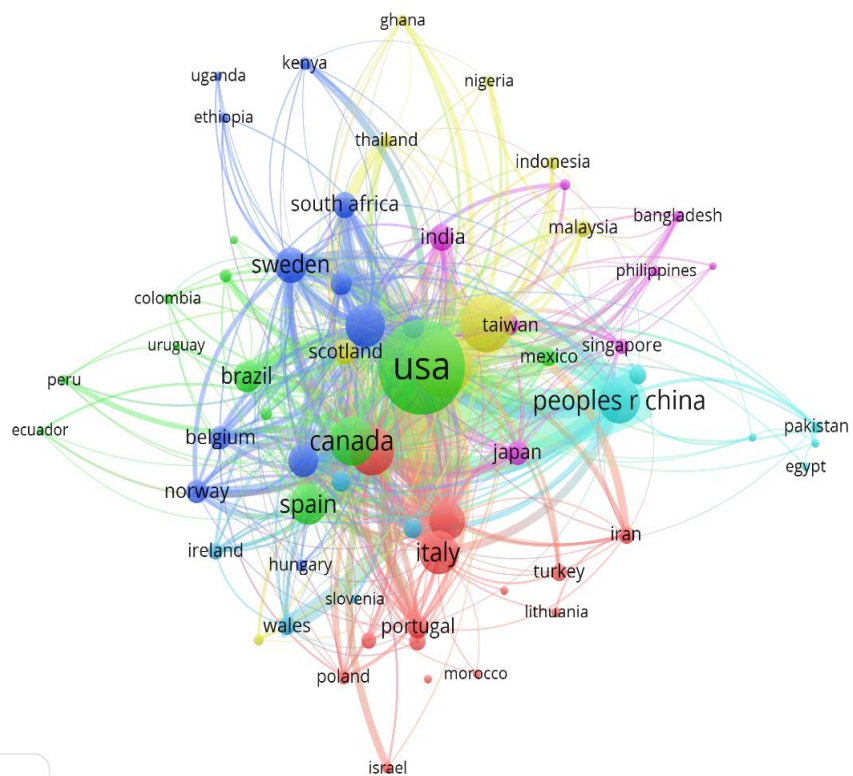 ghana
kenya
uganda
nigeria
ethiopia
thailand
indonesia
south africa
bangladesh
malaysia
india
sweden
philippines
colombia
taiwan
uruguay
scotland
singapore
mexico
usa
brazil
peru
peoples r china
pakistan
ecuador
belgium
canada
japan
egypt
norway
spain
iran
ireland
italy
hungary
turkey
slovenia
lithuania
wales
portugal
poland
morocco
israel